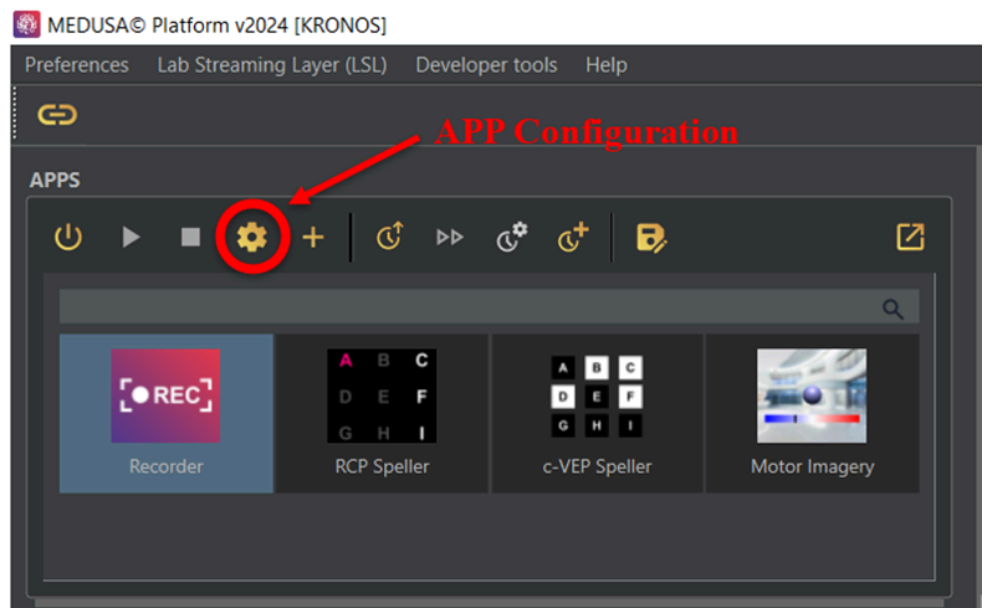 MEDUSA© Platform v2024 [KRONOS]
Preferences Lab Streaming Layer (LSL) Developer tools Help
APP Configuration
APPS
REC
A B C
D E F
G H I
A B C
D E F
G H I
Recorder RCP Speller c-VEP Speller Motor Imagery